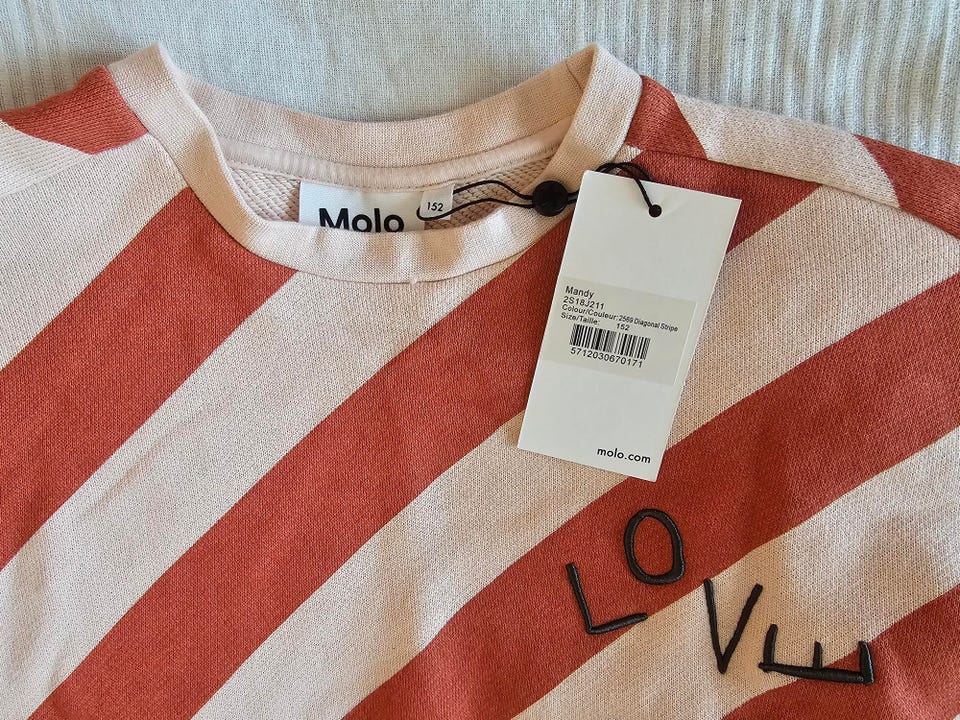 Molo
152
Mandy
2S18J211
Colour/Couleur:2569 Diagonal Stripe
Size/Taille: 152
5712030670171
molo.com
LOVE